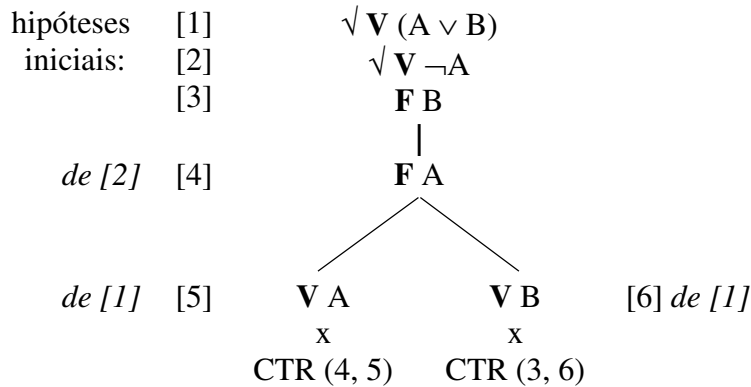 hipóteses [1] √ V (A ∨ B)
iniciais: [2] √ V ¬A
[3] F B
de [2] [4] F A
de [1] [5] V A V B [6] de [1]
x x
CTR (4, 5) CTR (3, 6)